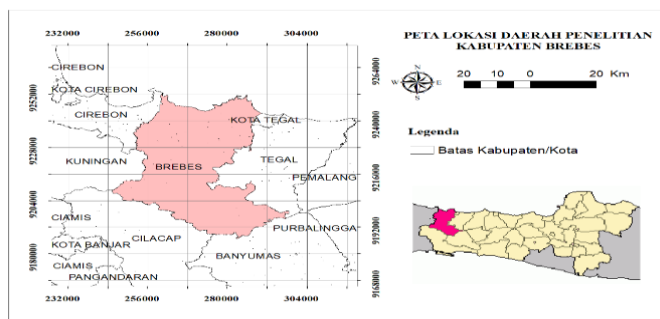 232000 256000 280000 304000
CIREBON
9252000
KOTA CIREBON
CIREBON
KOTA TEGAL
9228000
KUNINGAN
BREBES
TEGAL
PEMALANG
9204000
CIAMIS
PURBALINGGA
KOTA BANJAR
CILACAP
BANYUMAS
9180000
CIAMIS
PANGANDARAN
232000 256000 280000 304000
9264000
9240000
9216000
9192000
9168000
PETA LOKASI DAERAH PENELITIAN
KABUPATEN BREBES
N
W E
S
20 10 0 20 Km
Legenda
Batas Kabupaten/Kota